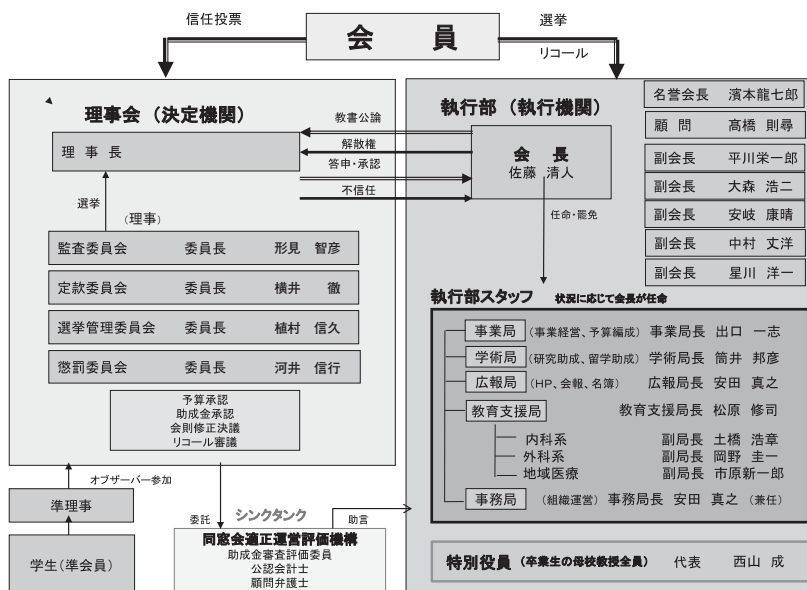 信任投票
会員
選挙
リコール
理事会（決定機関）
理事長
選挙
（理事）
監査委員会 委員長 形見 智彦
定款委員会 委員長 横井 徹
選挙管理委員会 委員長 植村 信久
懲罰委員会 委員長 河井 信行
予算承認
助成金承認
会則修正決議
リコール審議
オブザーバー参加
準理事
学生（準会員）
教書公論
解散権
答申・承認
不信任
執行部（執行機関）
会長
佐藤 清人
任命・罷免
名誉会長 濱本龍七郎
顧問 髙橋 則尋
副会長 平川栄一郎
副会長 大森 浩二
副会長 安岐 康晴
副会長 中村 丈洋
副会長 星川 洋一
執行部スタッフ 状況に応じて会長が任命
事業局 （事業経営、予算編成） 事業局長 出口 一志
学術局 （研究助成、留学助成） 学術局長 筒井 邦彦
広報局 （HP、会報、名簿） 広報局長 安田 真之
教育支援局 教育支援局長 松原 修司
内科系 副局長 土橋 浩章
外科系 副局長 岡野 圭一
地域医療 副局長 市原新一郎
事務局 （組織運営） 事務局長 安田 真之 （兼任）
委託
シンクタンク
助言
同窓会適正運営評価機構
助成金審査評価委員
公認会計士
顧問弁護士
特別役員 （卒業生の母校教授全員） 代表 西山 成